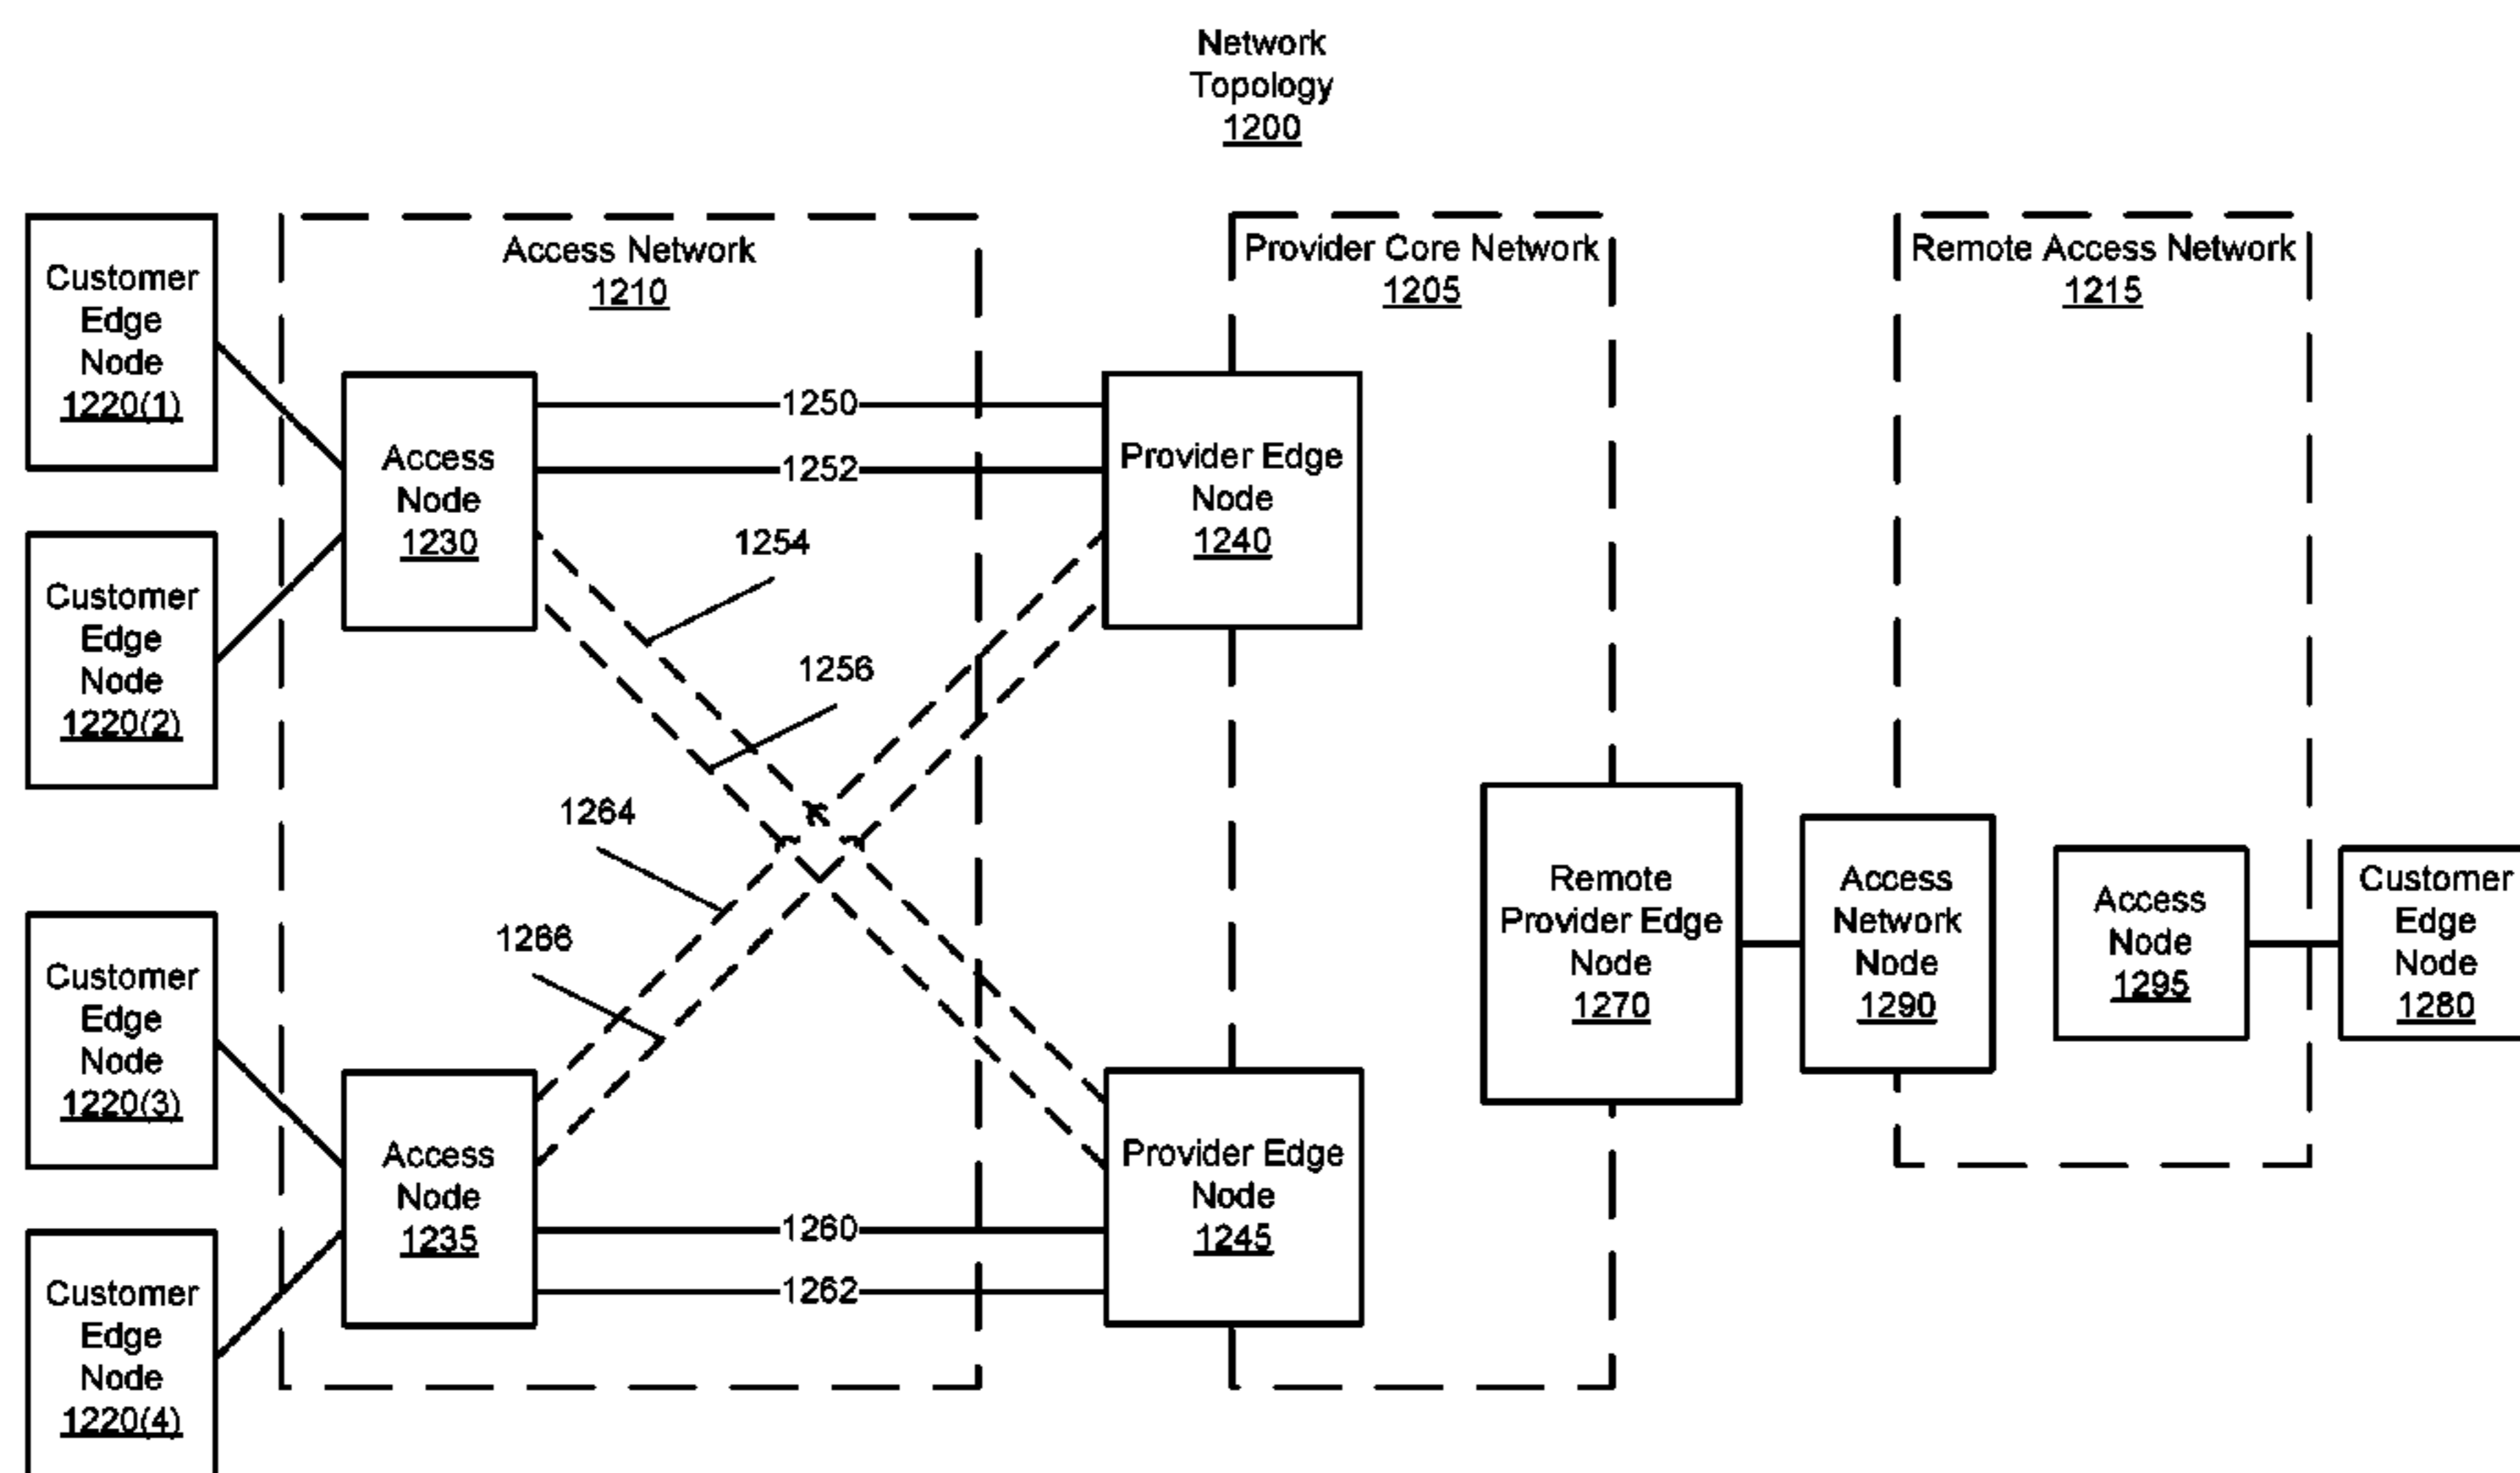 Network
Topology
1200
Access Network
1210
Provider Core Network
1205
Remote Access Network
1215
Customer
Edge
Node
1220(1)
Customer
Edge
Node
1220(2)
Customer
Edge
Node
1220(3)
Customer
Edge
Node
1220(4)
Access
Node
1230
Access
Node
1235
1250
1252
1254
1256
1264
1266
1260
1262
Provider Edge
Node
1240
Provider Edge
Node
1245
Remote
Provider Edge
Node
1270
Access
Network
Node
1290
Access
Node
1295
Customer
Edge
Node
1280